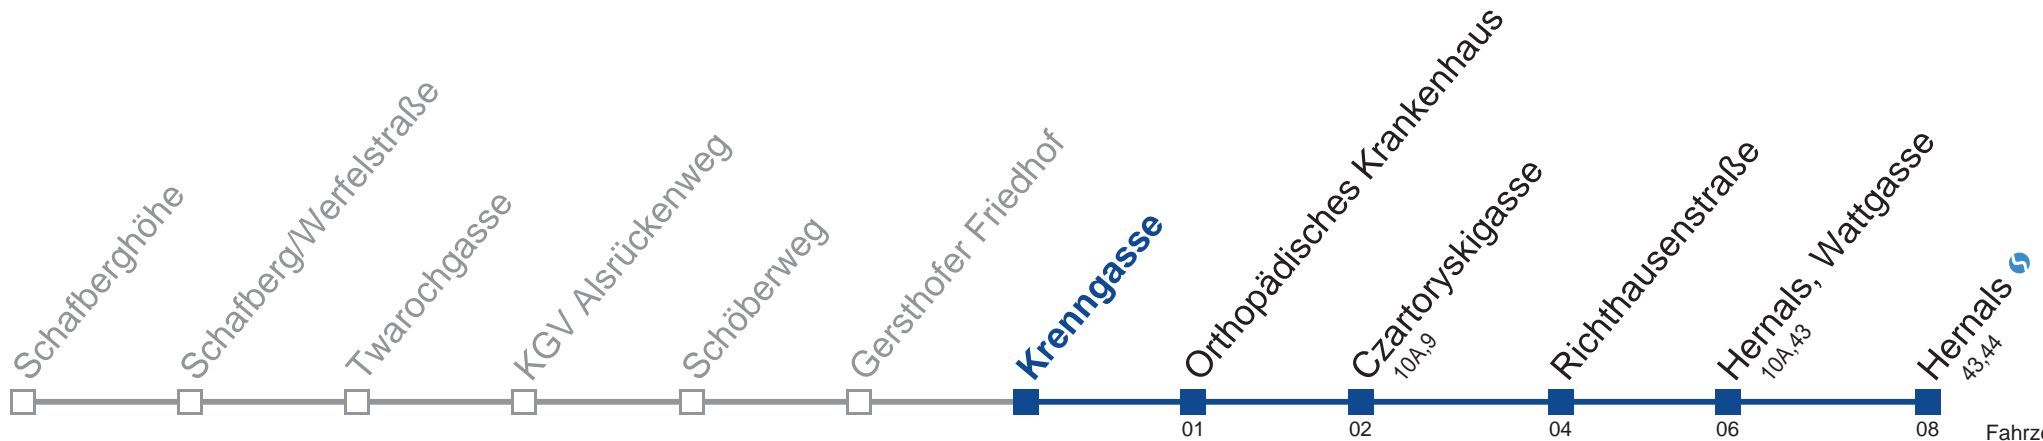 Schafberghöhe
Schafberg/Werfelstraße
Twarochgasse
KGV Alsrückenweg
Schöberweg
Gersthofer Friedhof
Krenngasse
Orthopädisches Krankenhaus
Czartoryskigasse
10A,9
Richthausenstraße
Hernals, Wattgasse
10A,43
Hernals
43,44
01
02
04
06
08
Fahrze